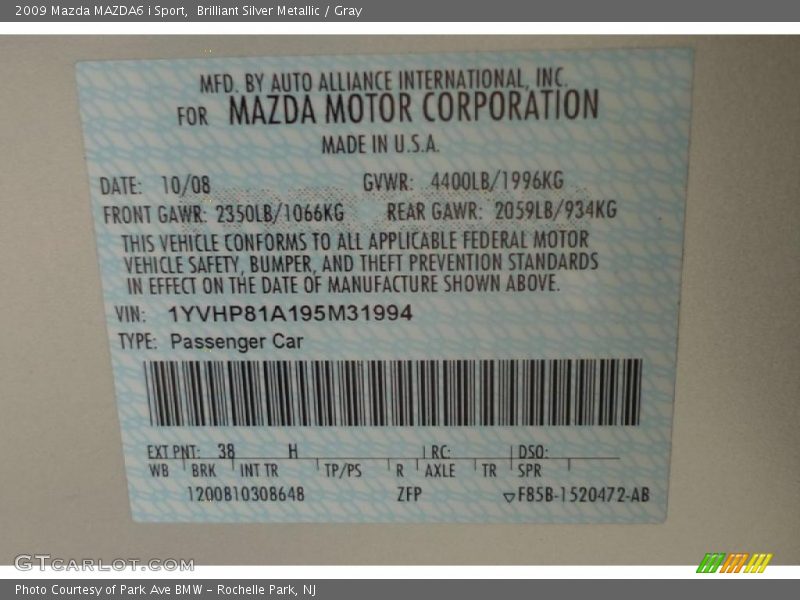 2009 Mazda MAZDA6 i Sport,  Brilliant Silver Metallic / Gray
MFD. BY AUTO ALLIANCE INTERNATIONAL, INC.
FOR MAZDA MOTOR CORPORATION
MADE IN U.S.A.
DATE: 10/08 GVWR: 4400LB/1996KG
FRONT GAWR: 2350LB/1066KG REAR GAWR: 2059LB/934KG
THIS VEHICLE CONFORMS TO ALL APPLICABLE FEDERAL MOTOR
VEHICLE SAFETY, BUMPER, AND THEFT PREVENTION STANDARDS
IN EFFECT ON THE DATE OF MANUFACTURE SHOWN ABOVE.
VIN: 1YVHP81A195M31994
TYPE: Passenger Car
EXT PNT: 38 H RC: DSO:
WB BRK INT TR TP/PS R AXLE TR SPR
1200B10308648 ZFP ▽F85B-1520472-AB
GTCARLOT.COM
Photo Courtesy of Park Ave BMW - Rochelle Park, NJ